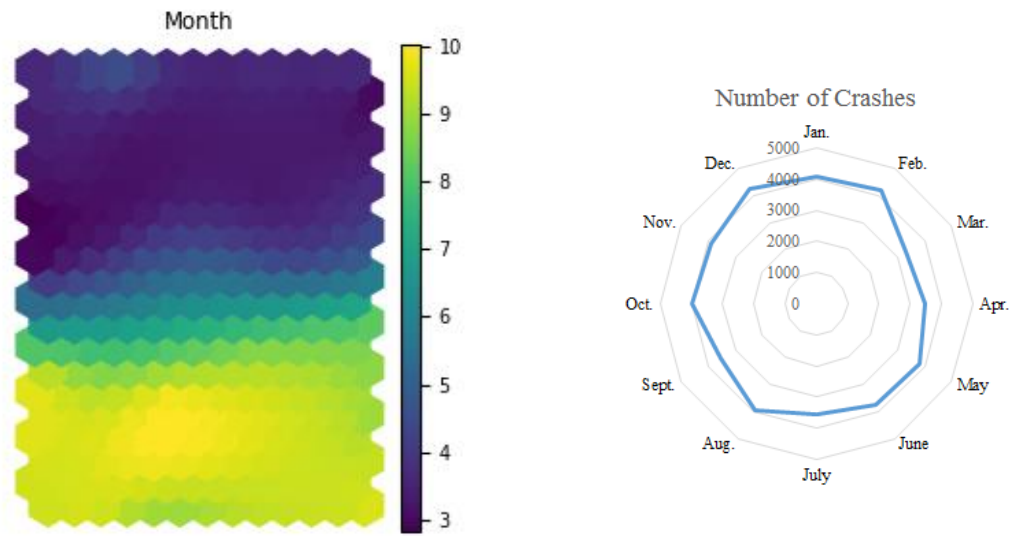 Month
10
9
8
7
6
5
4
3
Number of Crashes
Jan.
Feb.
Mar.
Apr.
May
June
July
Aug.
Sept.
Oct.
Nov.
Dec.
5000
4000
3000
2000
1000
0